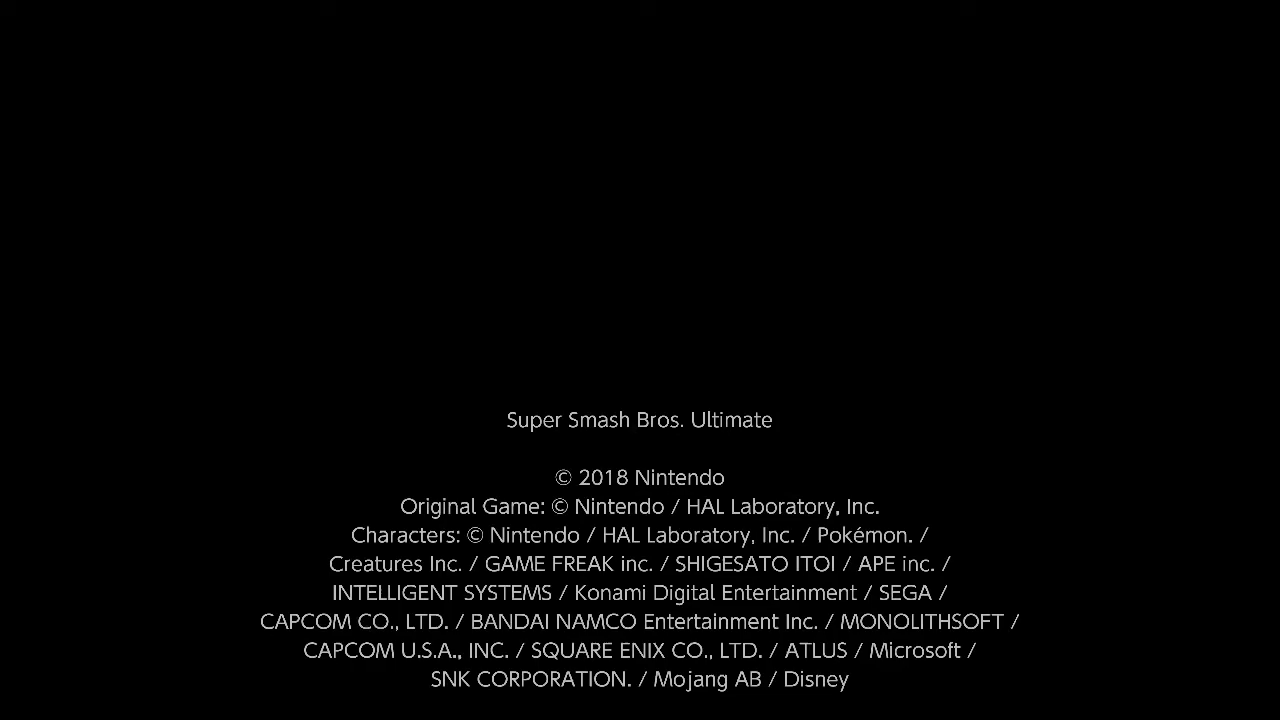 Super Smash Bros. Ultimate
© 2018 Nintendo
Original Game: © Nintendo / HAL Laboratory, Inc.
Characters: © Nintendo / HAL Laboratory, Inc. / Pokémon. /
Creatures Inc. / GAME FREAK inc. / SHIGESATO ITOI / APE inc. /
INTELLIGENT SYSTEMS / Konami Digital Entertainment / SEGA /
CAPCOM CO., LTD. / BANDAI NAMCO Entertainment Inc. / MONOLITHSOFT /
CAPCOM U.S.A., INC. / SQUARE ENIX CO., LTD. / ATLUS / Microsoft /
SNK CORPORATION. / Mojang AB / Disney